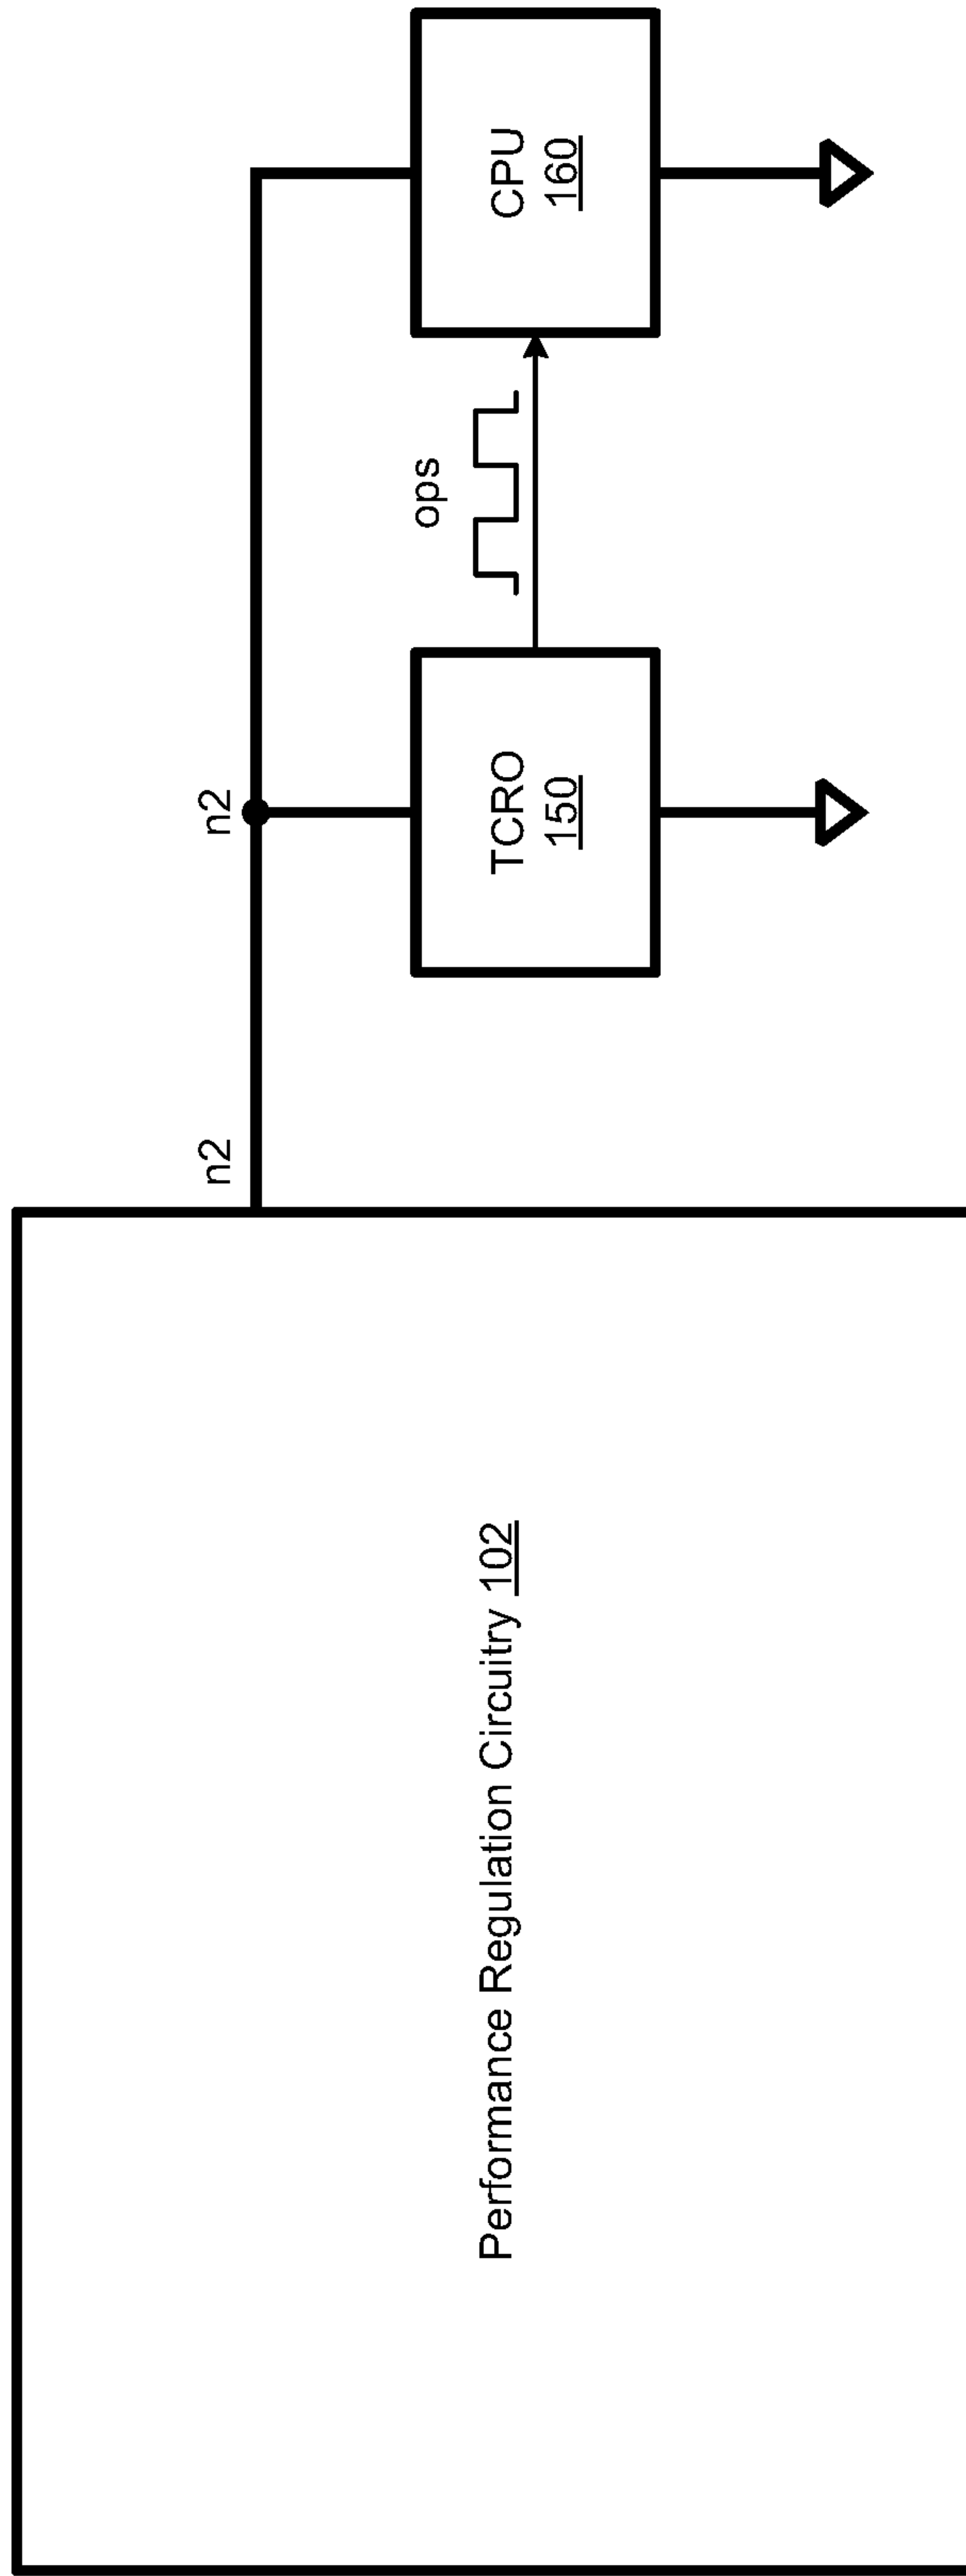 Performance Regulation Circuitry 102
n2
n2
TCRO
150
ops
CPU
160